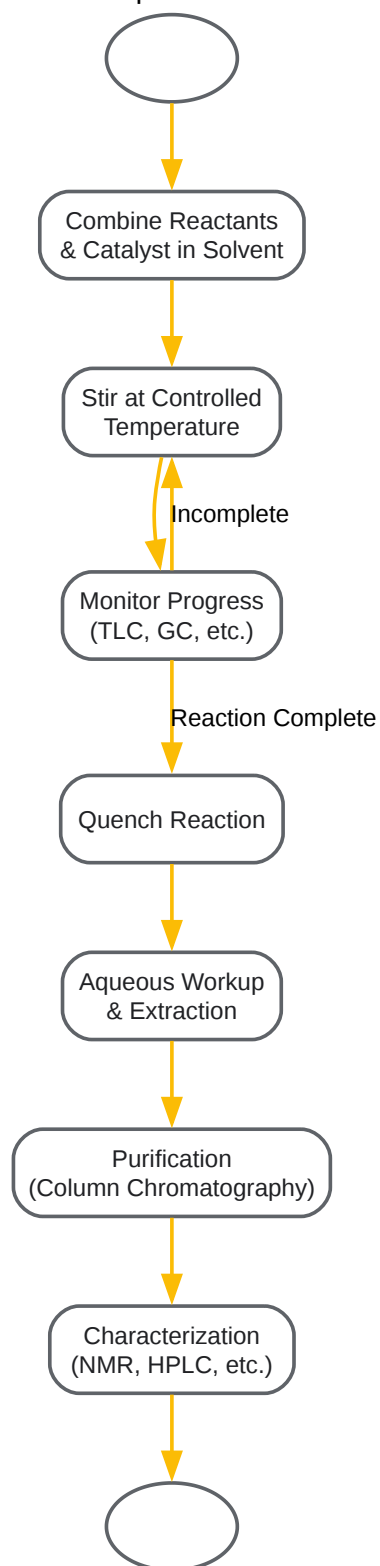 Combine Reactants
& Catalyst in Solvent
Stir at Controlled
Temperature
Incomplete
Monitor Progress
(TLC, GC, etc.)
Reaction Complete
Quench Reaction
Aqueous Workup
& Extraction
Purification
(Column Chromatography)
Characterization
(NMR, HPLC, etc.)